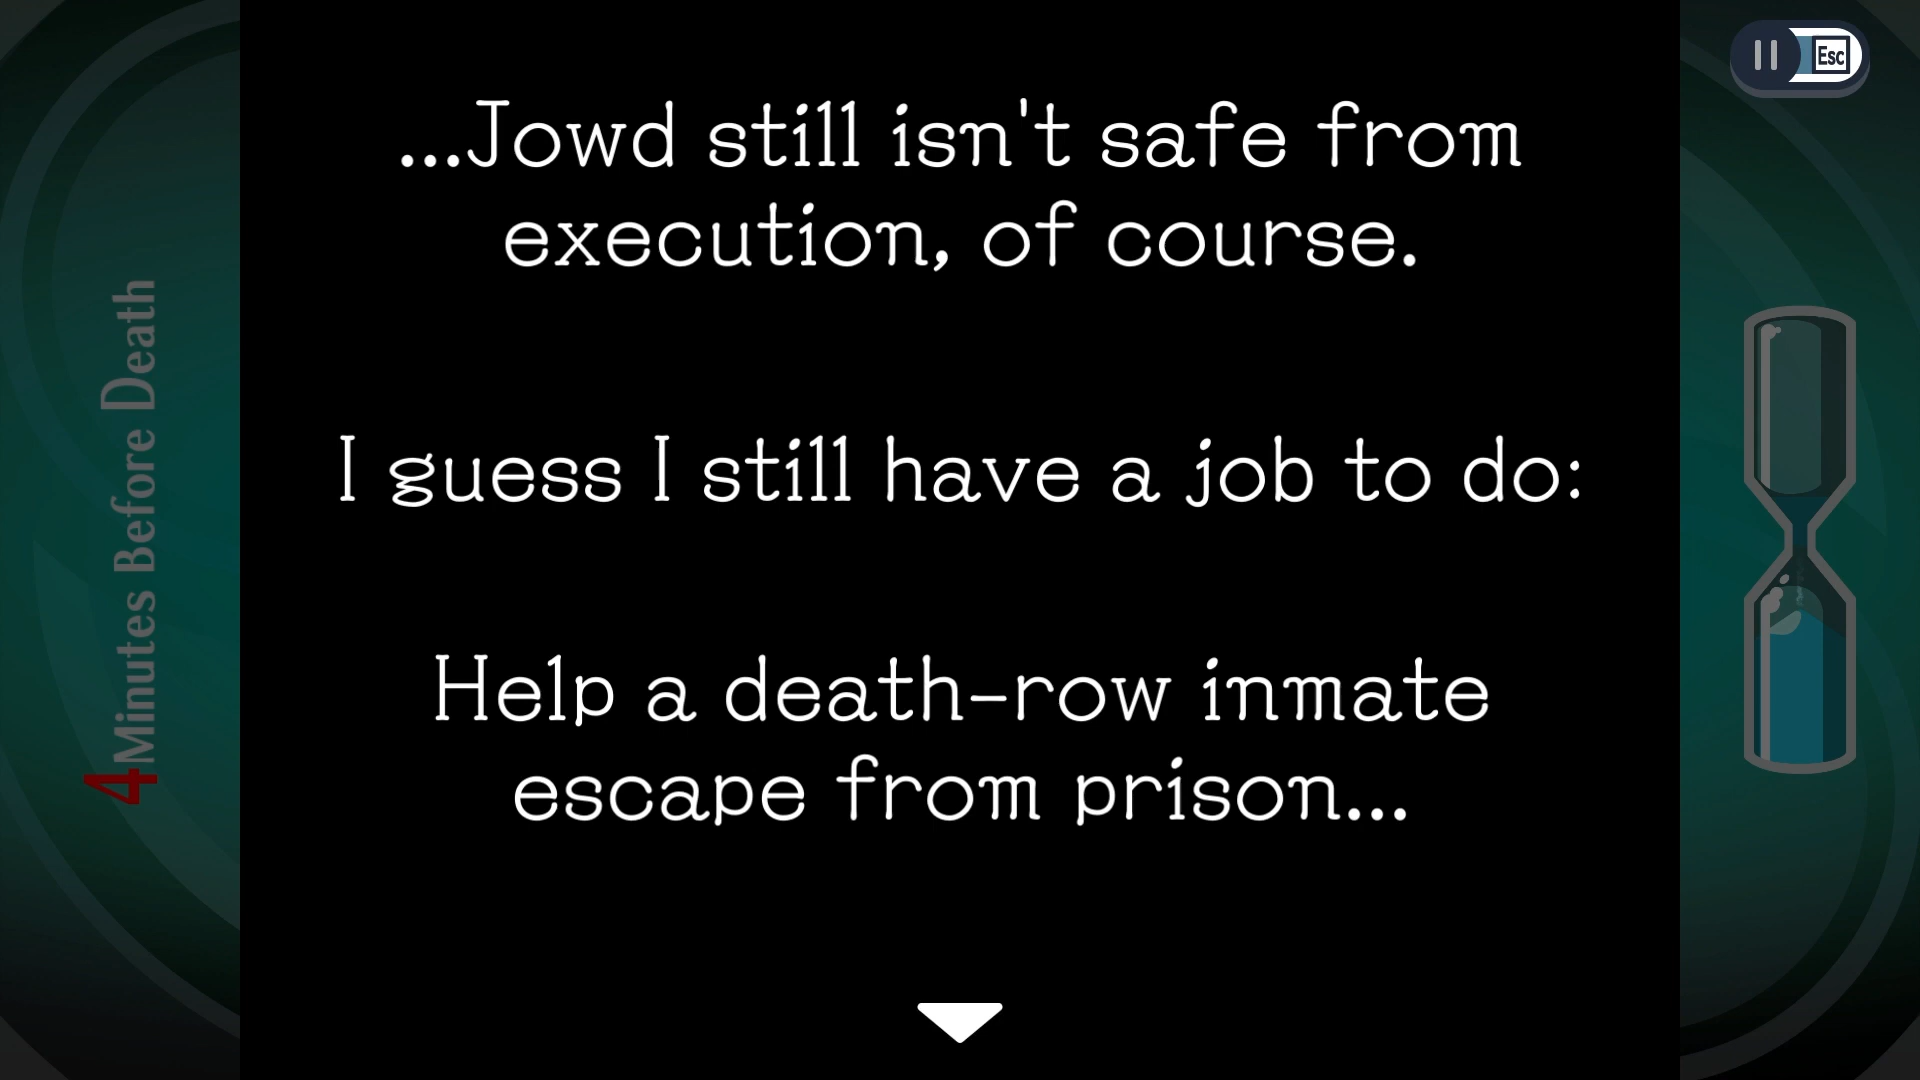 ...Jowd still isn't safe from
execution, of course.
I guess I still have a job to do:
Help a death-row inmate
escape from prison...
4 Minutes Before Death
Esc